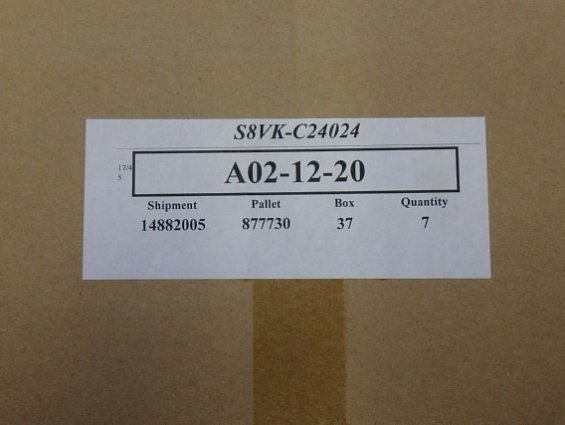 S8VK-C24024
17/4
5
A02-12-20
Shipment Pallet Box Quantity
14882005 877730 37 7